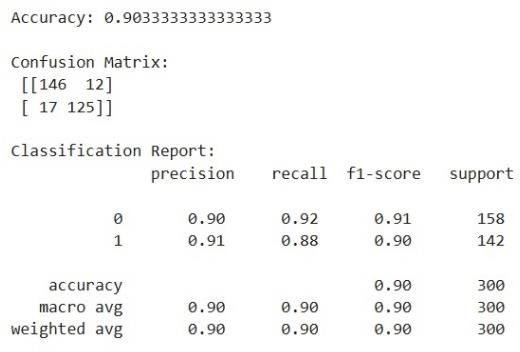 Accuracy: 0.9033333333333333
Confusion Matrix:
[[146 12]
[ 17 125]]
Classification Report:
precision recall f1-score support
0 0.90 0.92 0.91 158
1 0.91 0.88 0.90 142
accuracy 0.90 300
macro avg 0.90 0.90 0.90 300
weighted avg 0.90 0.90 0.90 300